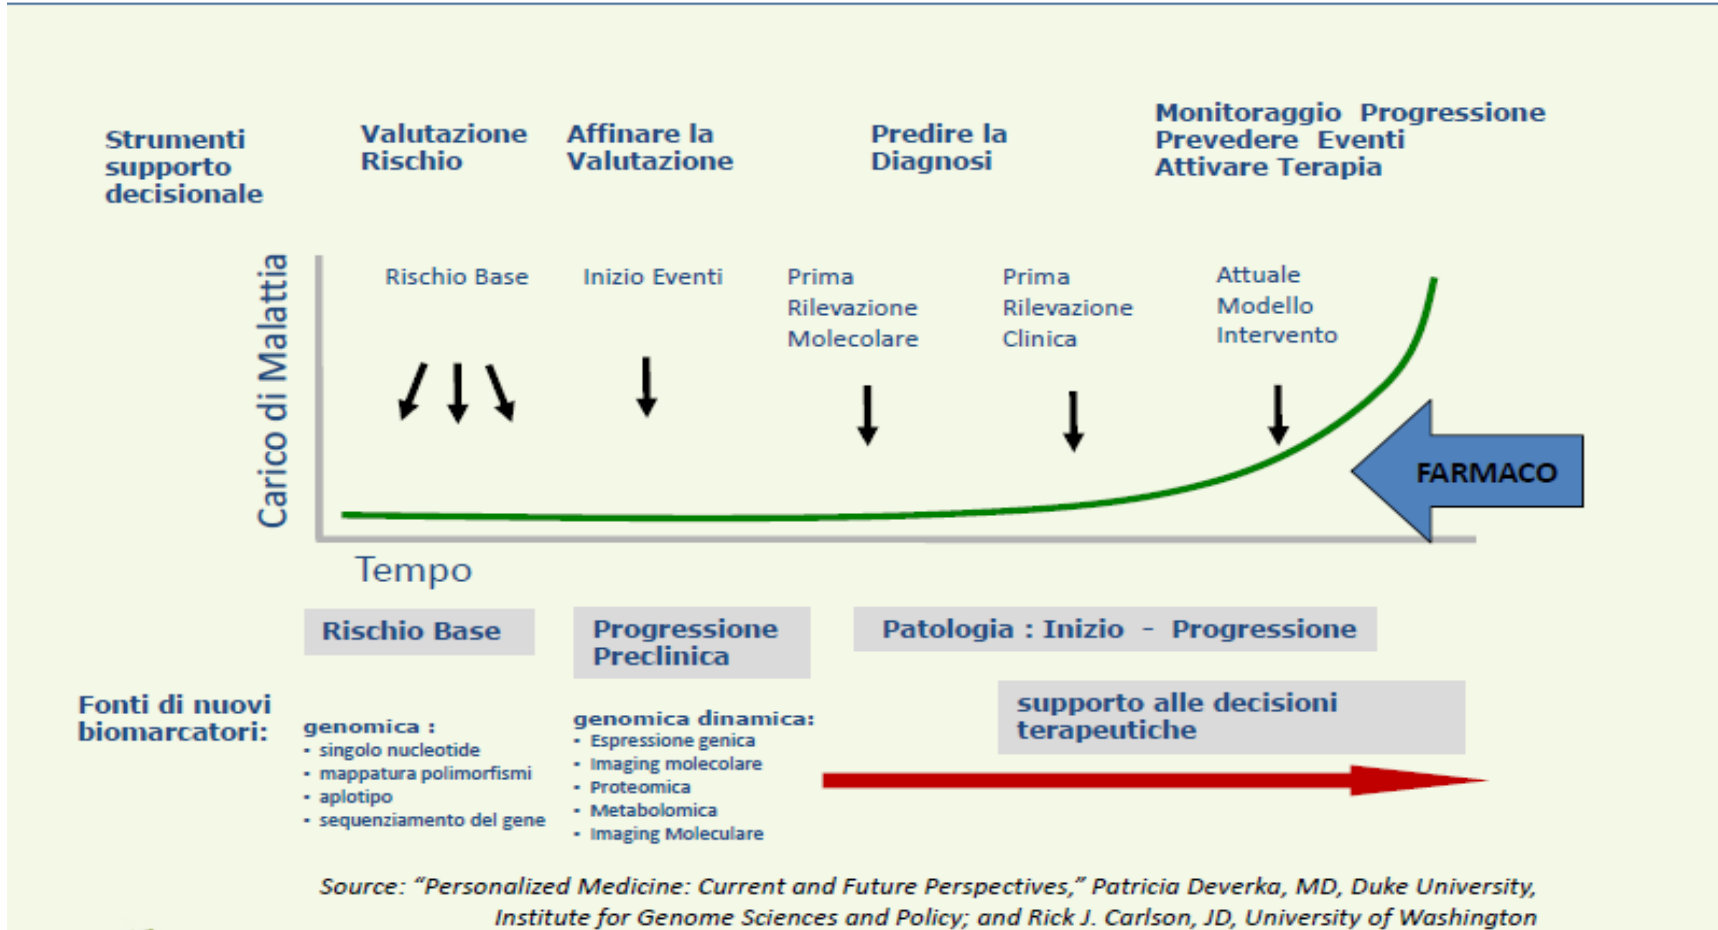 Strumenti
supporto
decisionale
Valutazione
Rischio
Affinare la
Valutazione
Predire la
Diagnosi
Monitoraggio Progressione
Prevedere Eventi
Attivare Terapia
Carico di Malattia
Rischio Base
Inizio Eventi
Prima
Rilevazione
Molecolare
Prima
Rilevazione
Clinica
Attuale
Modello
Intervento
FARMACO
Tempo
Rischio Base
Progressione
Preclinica
Patologia : Inizio - Progressione
supporto alle decisioni
terapeutiche
Fonti di nuovi
biomarcatori:
genomica :
• singolo nucleotide
• mappatura polimorfismi
• aplotipo
• sequenziamento del gene
genomica dinamica:
• Espressione genica
• Imaging molecolare
• Proteomica
• Metabolomica
• Imaging Moleculare
Source: “Personalized Medicine: Current and Future Perspectives,” Patricia Deverka, MD, Duke University,
Institute for Genome Sciences and Policy; and Rick J. Carlson, JD, University of Washington